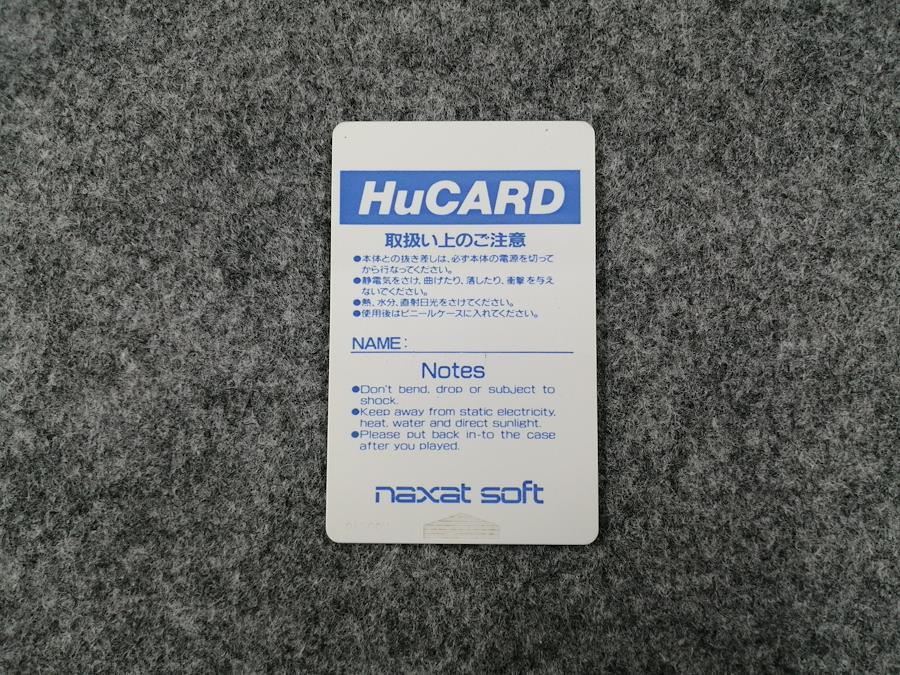 HuCARD
取扱い上のご注意
●本体との抜き差しは、必ず本体の電源を切って
から行なってください。
●静電気をさけ、曲げたり、落したり、衝撃を与え
ないでください。
●熱、水分、直射日光をさけてください。
●使用後はビニールケースに入れてください。
NAME:
Notes
●Don't bend, drop or subject to
shock.
●Keep away from static electricity,
heat, water and direct sunlight.
●Please put back in-to the case
after you played.
naxat soft